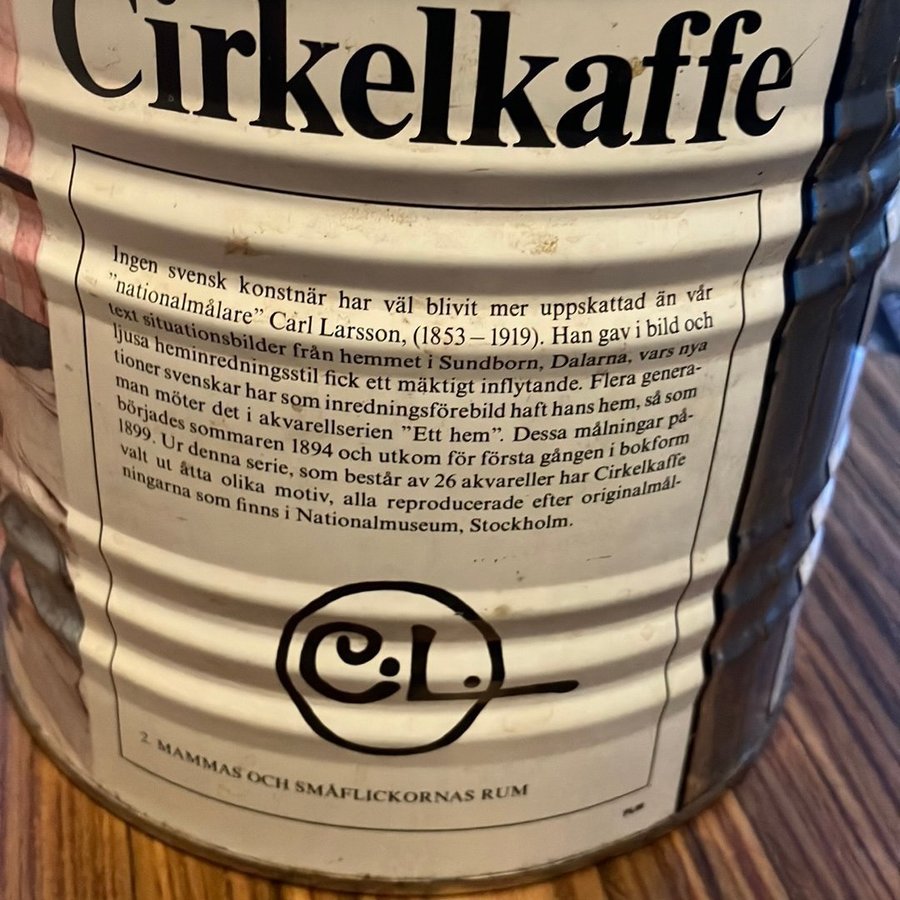 Cirkelkaffe
Ingen svensk konstnär har väl blivit mer uppskattad än vår
”nationalmålare” Carl Larsson, (1853–1919). Han gav i bild och
text situationsbilder från hemmet i Sundborn, Dalarna, vars nya
ljusa heminredningsstil fick ett mäktigt inflytande. Flera genera-
tioner svenskar har som inredningsförebild haft hans hem, så som
man möter det i akvarellserien ”Ett hem”. Dessa målningar på-
börjades sommaren 1894 och utkom för första gången i bokform
1899. Ur denna serie, som består av 26 akvareller har Cirkelkaffe
valt ut åtta olika motiv, alla reproducerade efter originalmål-
ningarna som finns i Nationalmuseum, Stockholm.
C.L.
2. MAMMAS OCH SMÅFLICKORNAS RUM